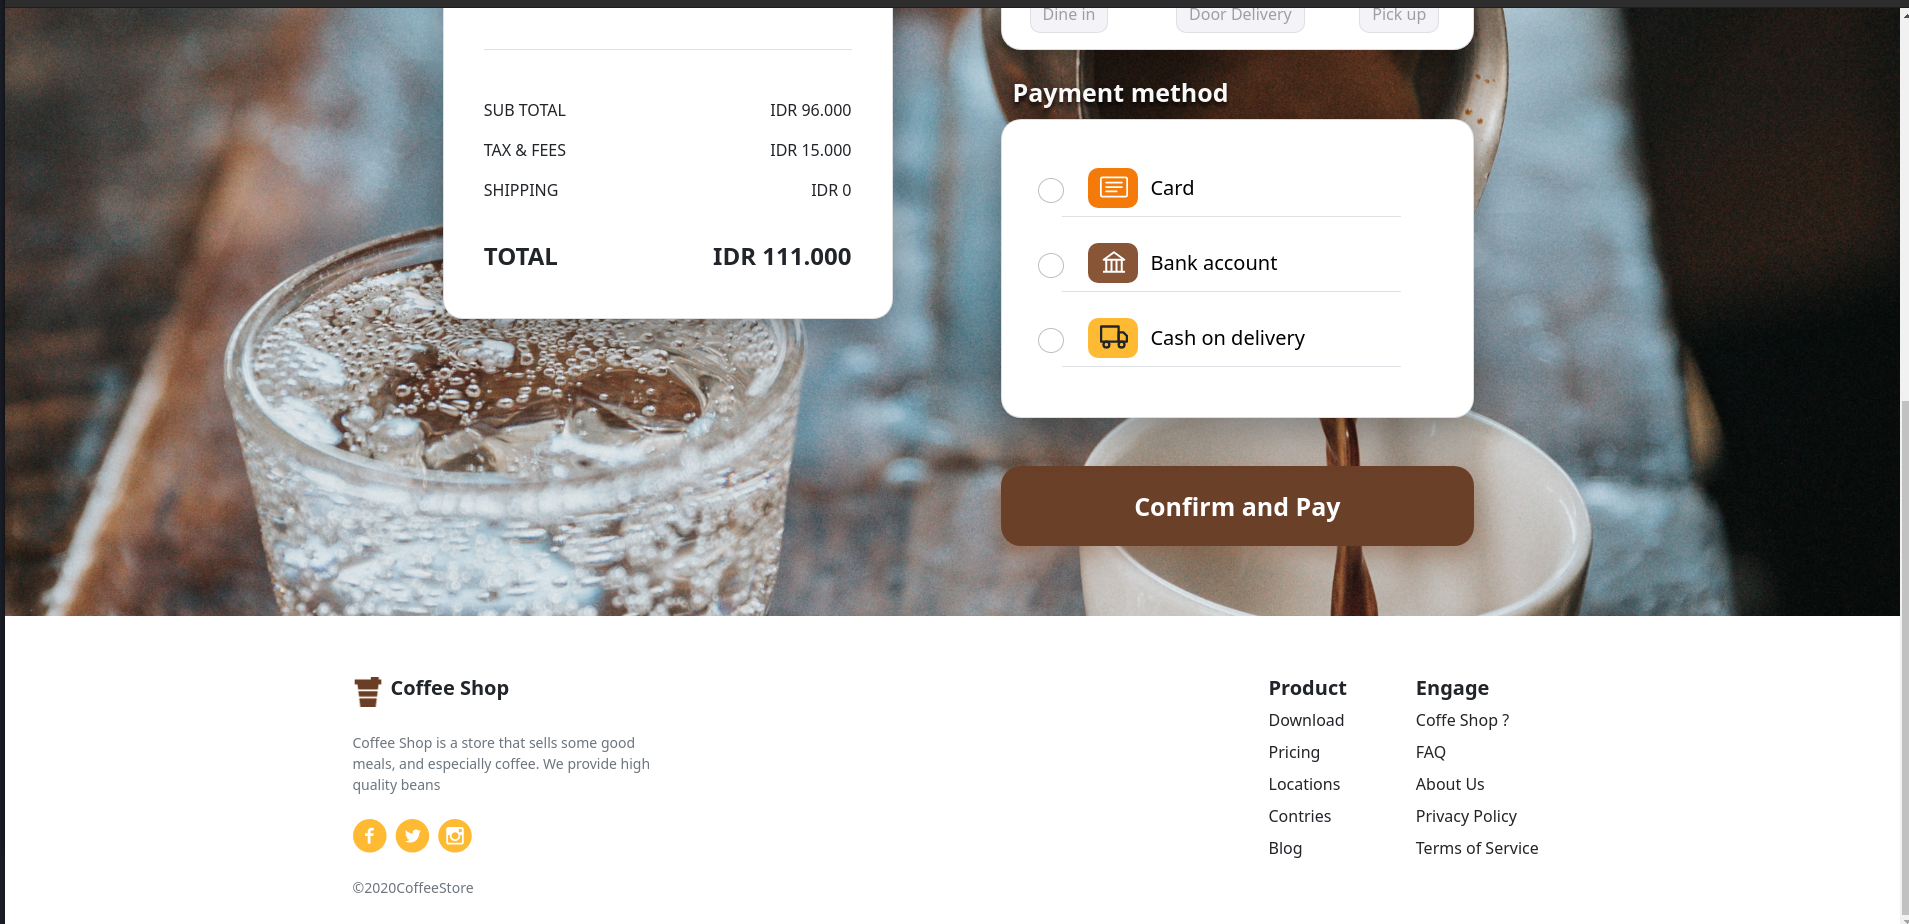 Dine in Door Delivery Pick up
SUB TOTAL IDR 96.000
TAX & FEES IDR 15.000
SHIPPING IDR 0
TOTAL IDR 111.000
Payment method
Card
Bank account
Cash on delivery
Confirm and Pay
Coffee Shop
Coffee Shop is a store that sells some good
meals, and especially coffee. We provide high
quality beans
©2020CoffeeStore
Product
Download
Pricing
Locations
Contries
Blog
Engage
Coffe Shop ?
FAQ
About Us
Privacy Policy
Terms of Service